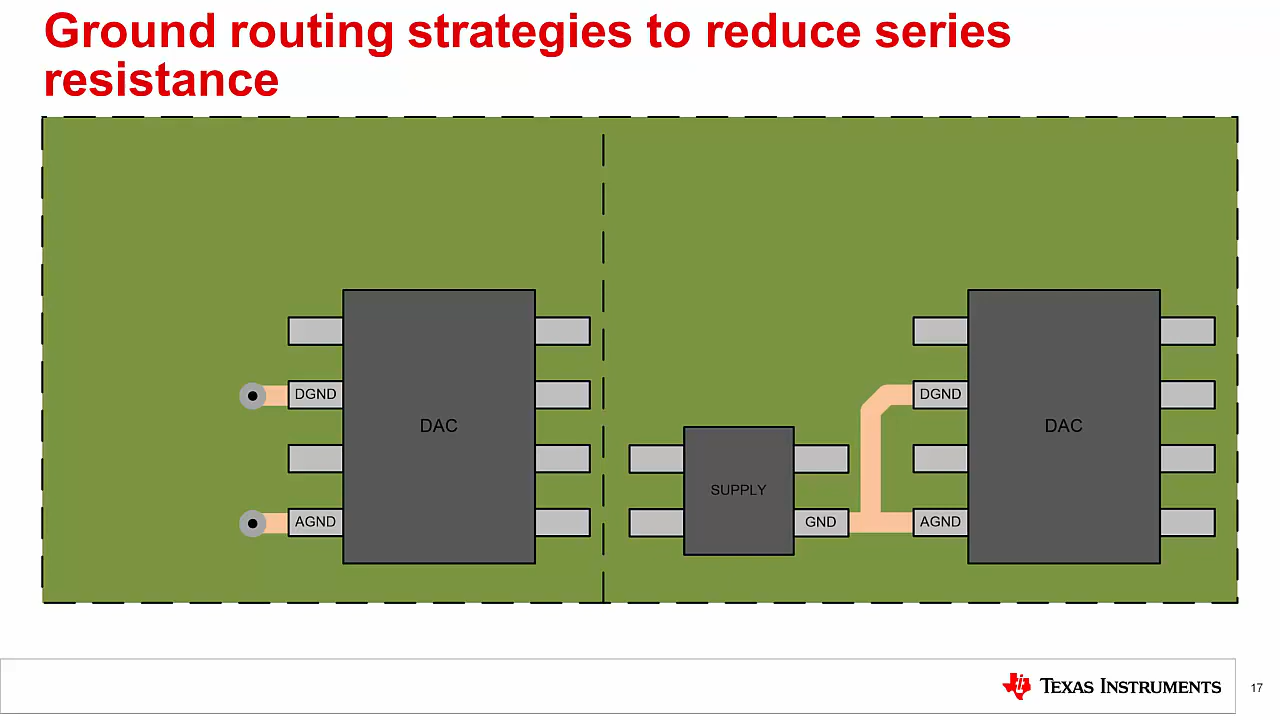 Ground routing strategies to reduce series
resistance
DGND
DAC
AGND
SUPPLY
GND
DGND
DAC
AGND
TEXAS INSTRUMENTS
17